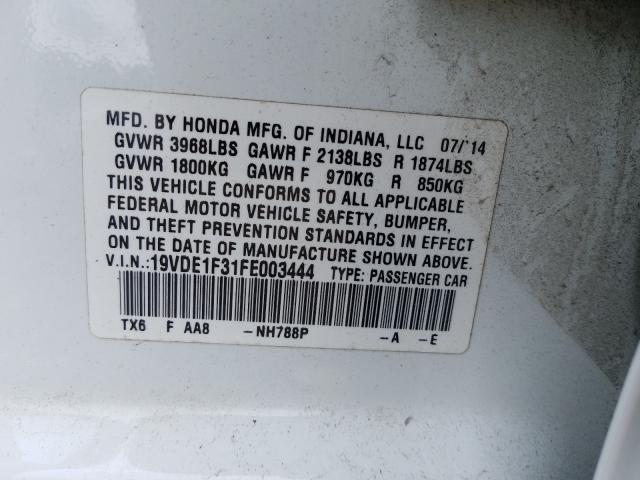 MFD. BY HONDA MFG. OF INDIANA, LLC 07/'14
GVWR 3968LBS GAWR F 2138LBS R 1874LBS
GVWR 1800KG GAWR F 970KG R 850KG
THIS VEHICLE CONFORMS TO ALL APPLICABLE
FEDERAL MOTOR VEHICLE SAFETY, BUMPER,
AND THEFT PREVENTION STANDARDS IN EFFECT
ON THE DATE OF MANUFACTURE SHOWN ABOVE.
V.I.N.:19VDE1F31FE003444 TYPE: PASSENGER CAR
TX6 F AA8 -NH788P -A -E